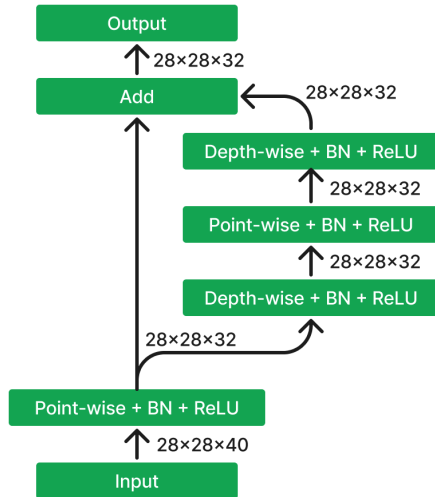 Output
28×28×32
Add
28×28×32
Depth-wise + BN + ReLU
28×28×32
Point-wise + BN + ReLU
28×28×32
Depth-wise + BN + ReLU
28×28×32
Point-wise + BN + ReLU
28×28×40
Input